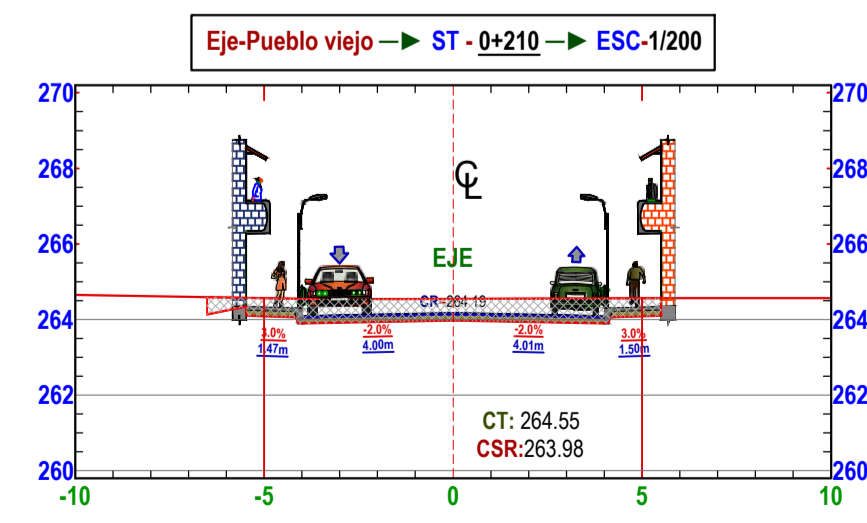 Eje-Pueblo viejo ST - 0+210 ESC-1/200
270 270
268 268
CL
266 266
EJE
CR=264.19
264 264
3.0% -2.0% -2.0% 3.0%
1.47m 4.00m 4.01m 1.50m
262 262
CT: 264.55
CSR:263.98
260 260
-10 -5 0 5 10